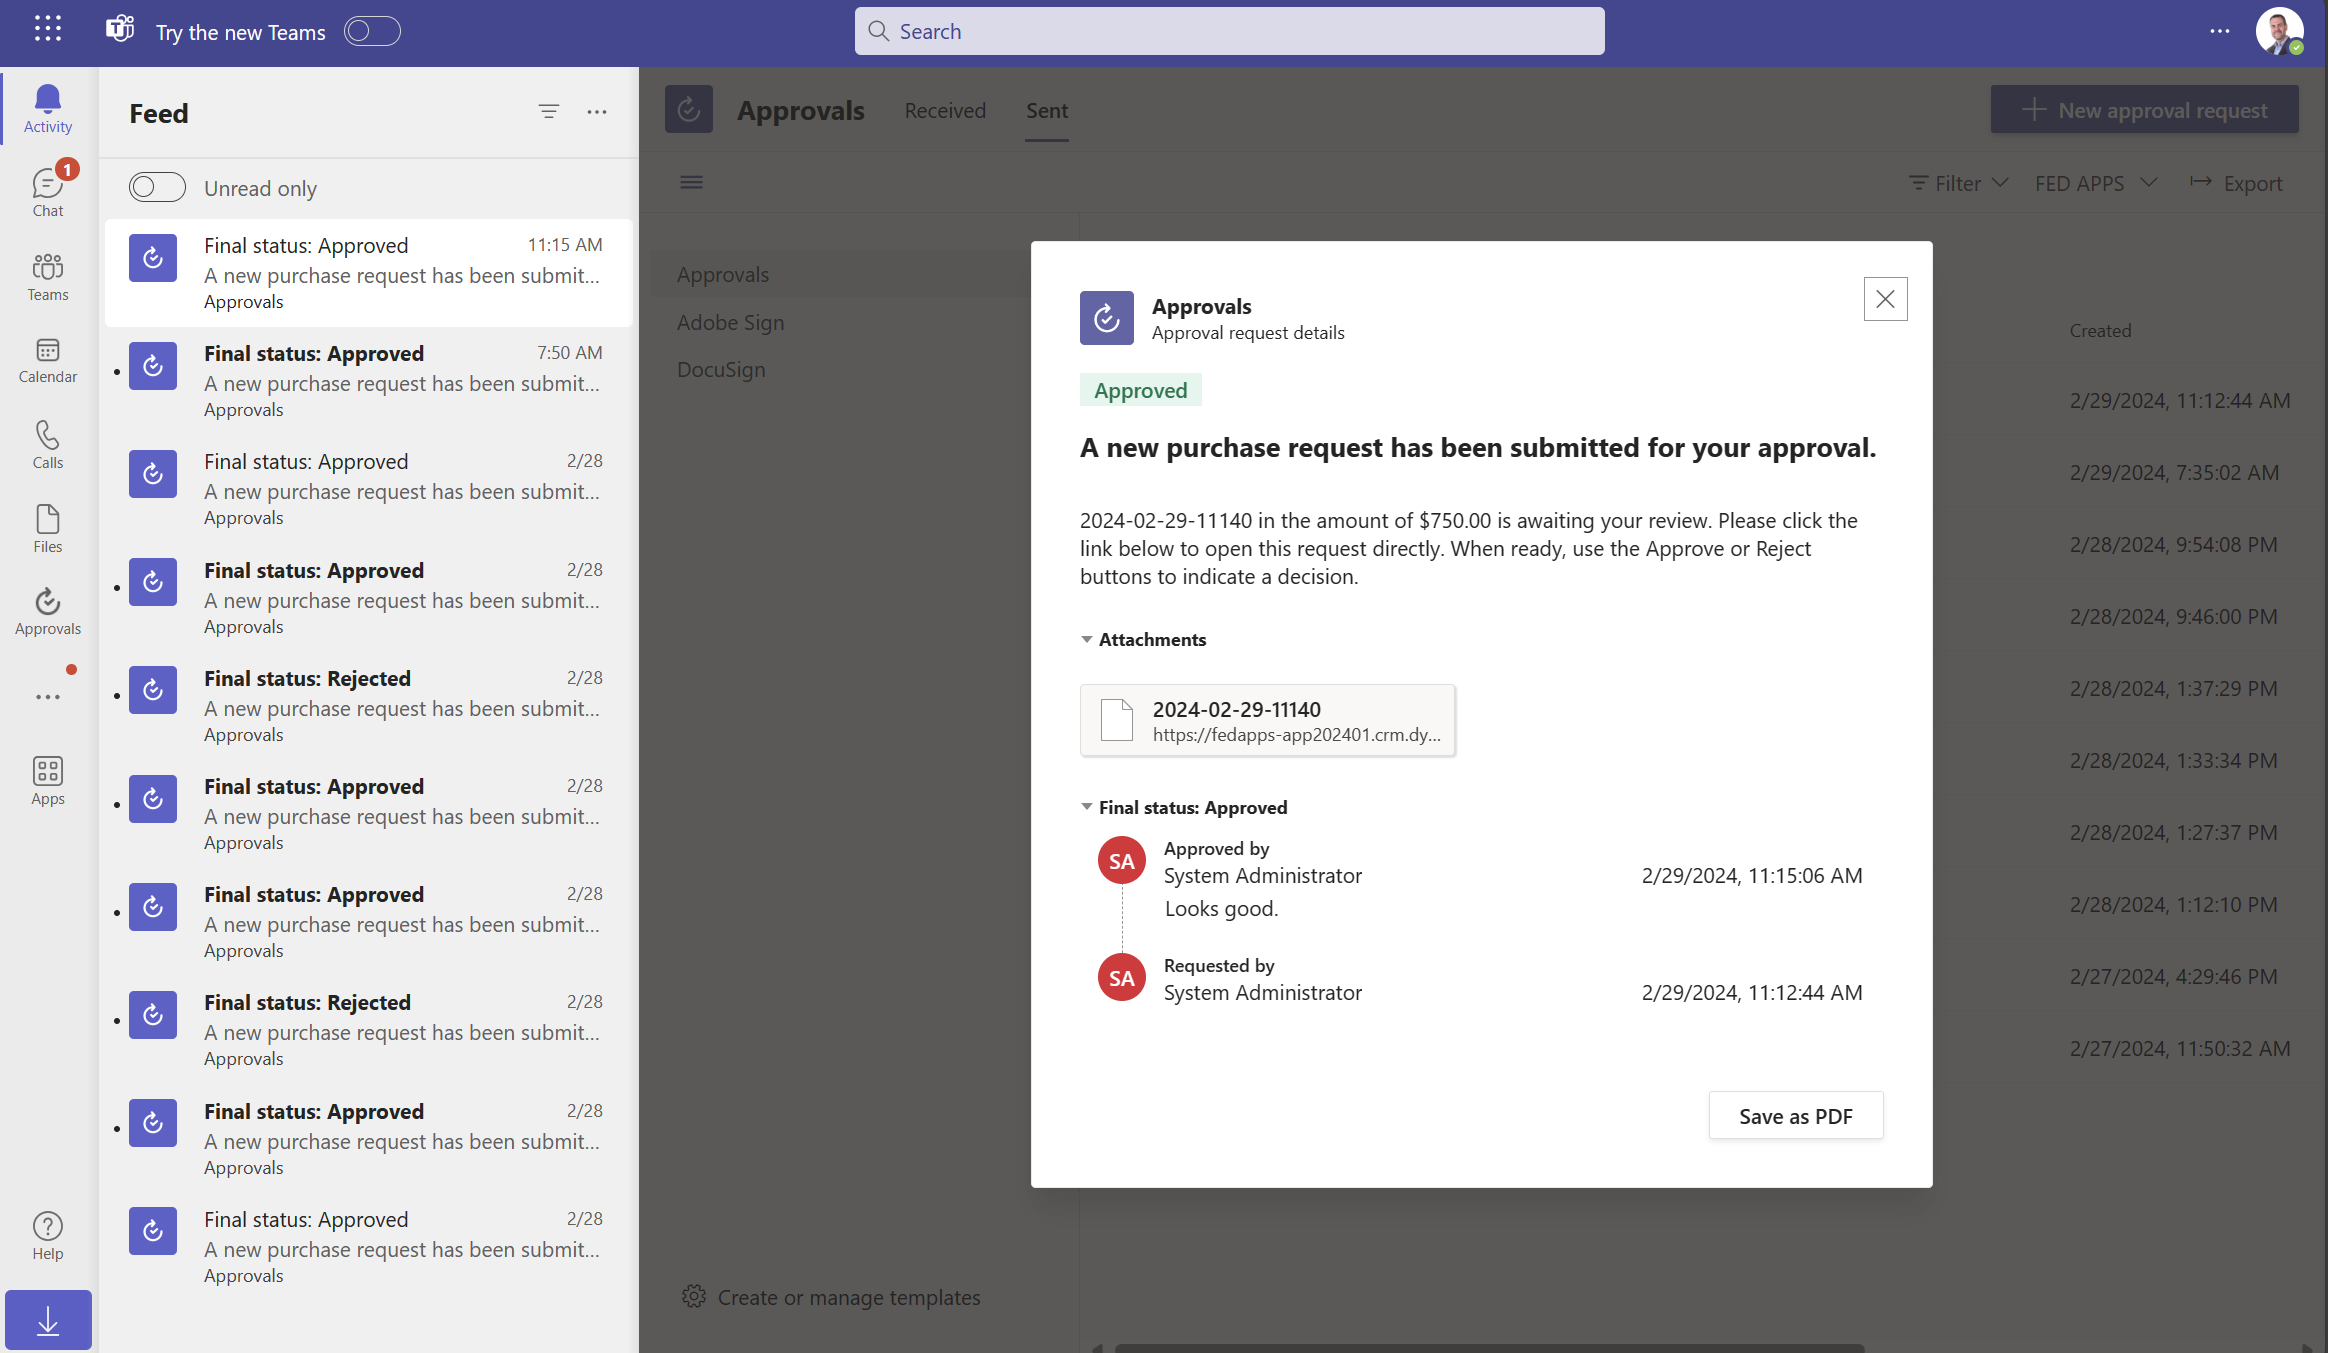 Try the new Teams
Search
Activity
1
Chat
Teams
Calendar
Calls
Files
Approvals
Apps
Help
Feed
Unread only
Final status: Approved 11:15 AM
A new purchase request has been submit...
Approvals
Final status: Approved 7:50 AM
A new purchase request has been submit...
Approvals
Final status: Approved 2/28
A new purchase request has been submit...
Approvals
Final status: Approved 2/28
A new purchase request has been submit...
Approvals
Final status: Rejected 2/28
A new purchase request has been submit...
Approvals
Final status: Approved 2/28
A new purchase request has been submit...
Approvals
Final status: Approved 2/28
A new purchase request has been submit...
Approvals
Final status: Rejected 2/28
A new purchase request has been submit...
Approvals
Final status: Approved 2/28
A new purchase request has been submit...
Approvals
Final status: Approved 2/28
A new purchase request has been submit...
Approvals
Approvals Received Sent
New approval request
Filter FED APPS Export
Approvals
Adobe Sign
DocuSign
Create or manage templates
Approvals
Approval request details
Approved
A new purchase request has been submitted for your approval.
2024-02-29-11140 in the amount of $750.00 is awaiting your review. Please click the
link below to open this request directly. When ready, use the Approve or Reject
buttons to indicate a decision.
Attachments
2024-02-29-11140
https://fedapps-app202401.crm.dy...
Final status: Approved
SA
Approved by
System Administrator 2/29/2024, 11:15:06 AM
Looks good.
SA
Requested by
System Administrator 2/29/2024, 11:12:44 AM
Save as PDF
Created
2/29/2024, 11:12:44 AM
2/29/2024, 7:35:02 AM
2/28/2024, 9:54:08 PM
2/28/2024, 9:46:00 PM
2/28/2024, 1:37:29 PM
2/28/2024, 1:33:34 PM
2/28/2024, 1:27:37 PM
2/28/2024, 1:12:10 PM
2/27/2024, 4:29:46 PM
2/27/2024, 11:50:32 AM